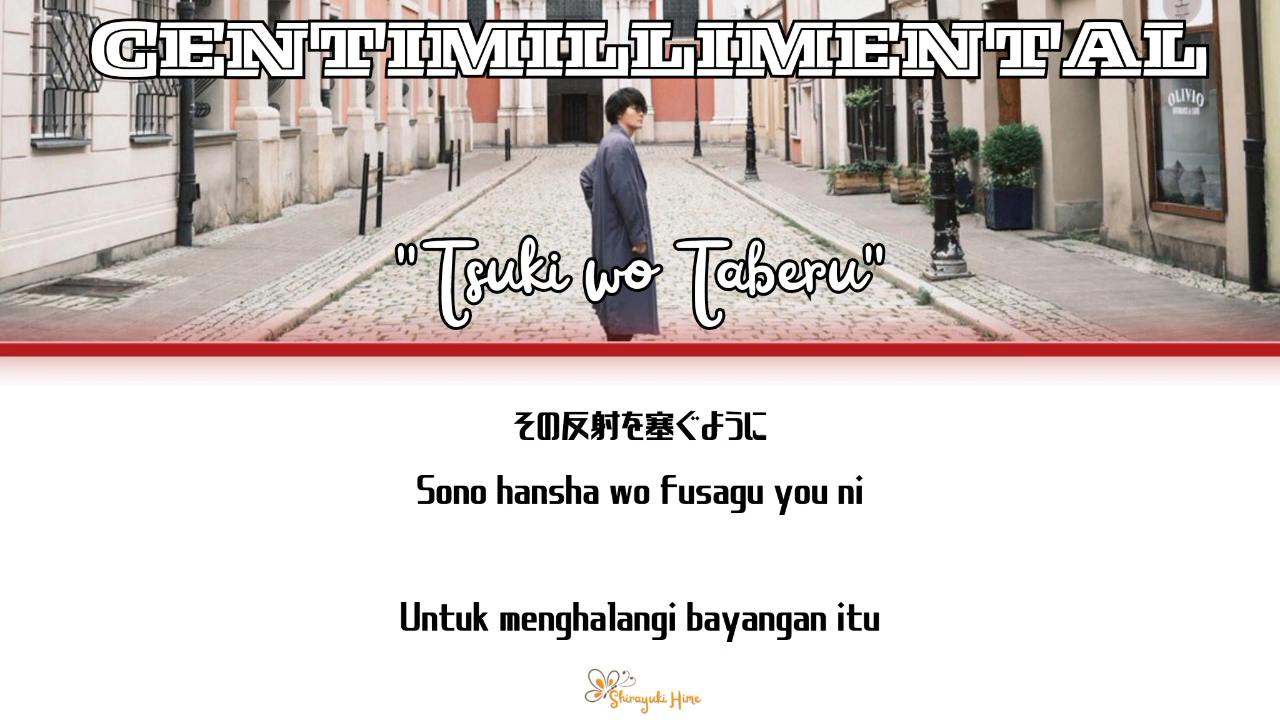 CENTIMILLIMENTAL
OLIVIO
"Tsuki wo Taberu"
その反射を塞ぐように
Sono hansha wo fusagu you ni
Untuk menghalangi bayangan itu
Shirayuki Hime